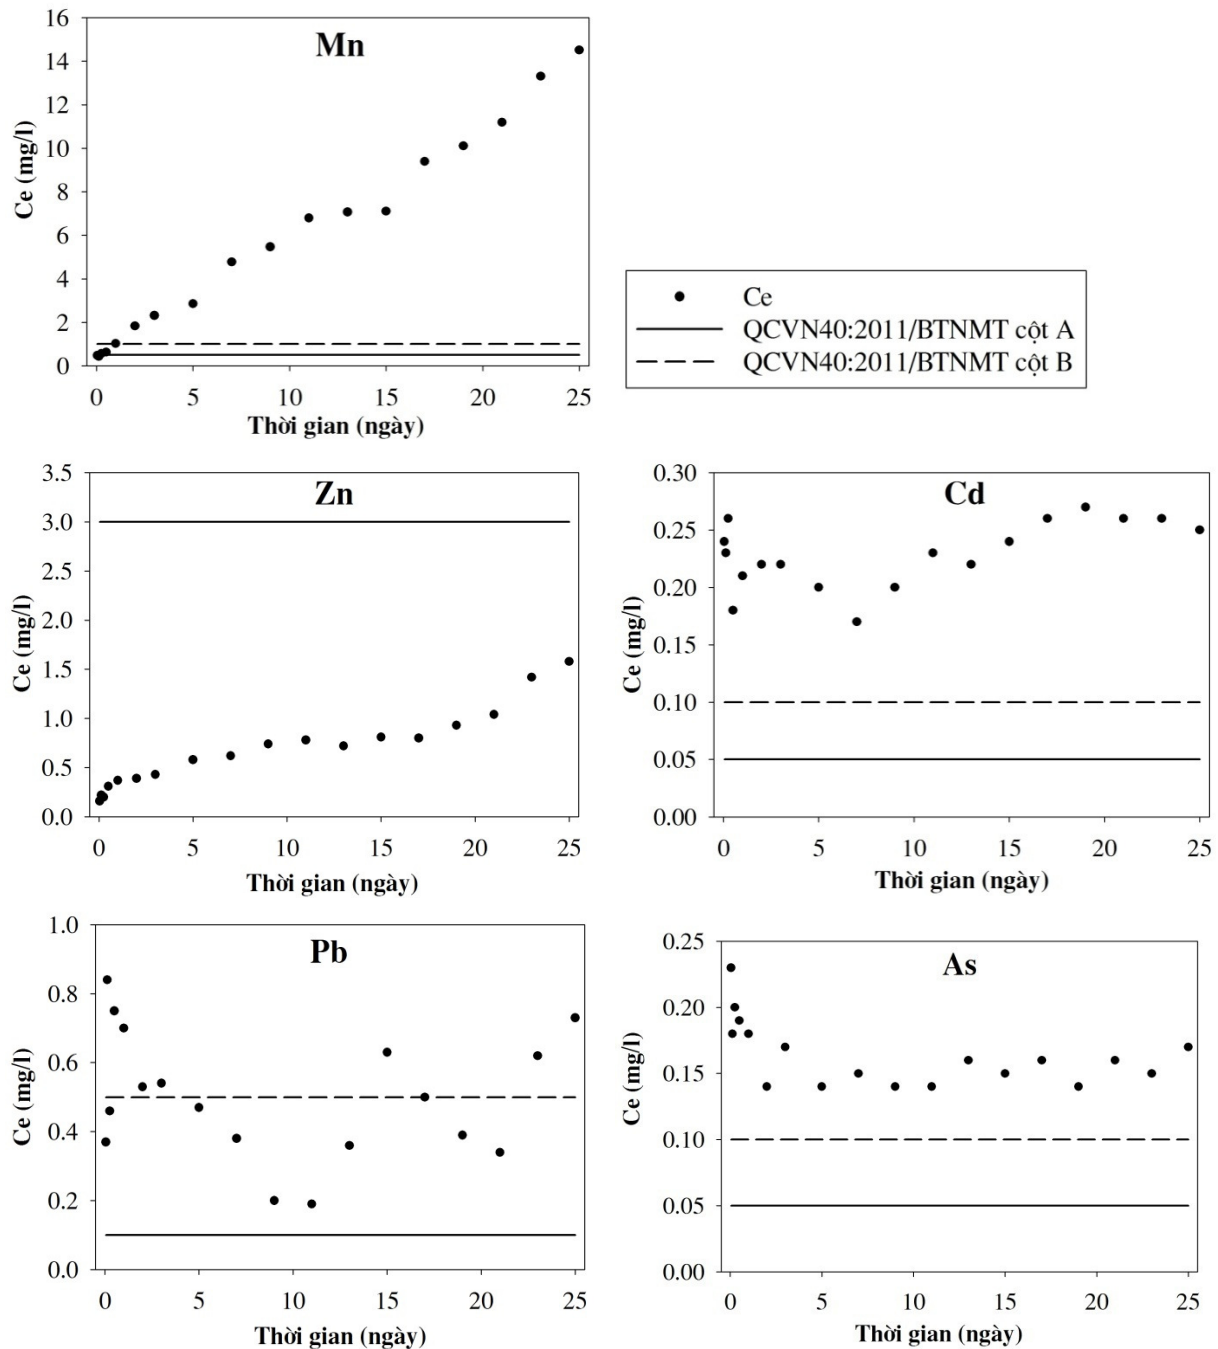 Mn
16
14
12
10
8
6
4
2
0
Ce (mg/l)
0 5 10 15 20 25
Thời gian (ngày)
Ce
QCVN40:2011/BTNMT cột A
QCVN40:2011/BTNMT cột B
Zn
3.5
3.0
2.5
2.0
1.5
1.0
0.5
0.0
Ce (mg/l)
0 5 10 15 20 25
Thời gian (ngày)
Cd
0.30
0.25
0.20
0.15
0.10
0.05
0.00
Ce (mg/l)
0 5 10 15 20 25
Thời gian (ngày)
Pb
1.0
0.8
0.6
0.4
0.2
0.0
Ce (mg/l)
0 5 10 15 20 25
Thời gian (ngày)
As
0.25
0.20
0.15
0.10
0.05
0.00
Ce (mg/l)
0 5 10 15 20 25
Thời gian (ngày)